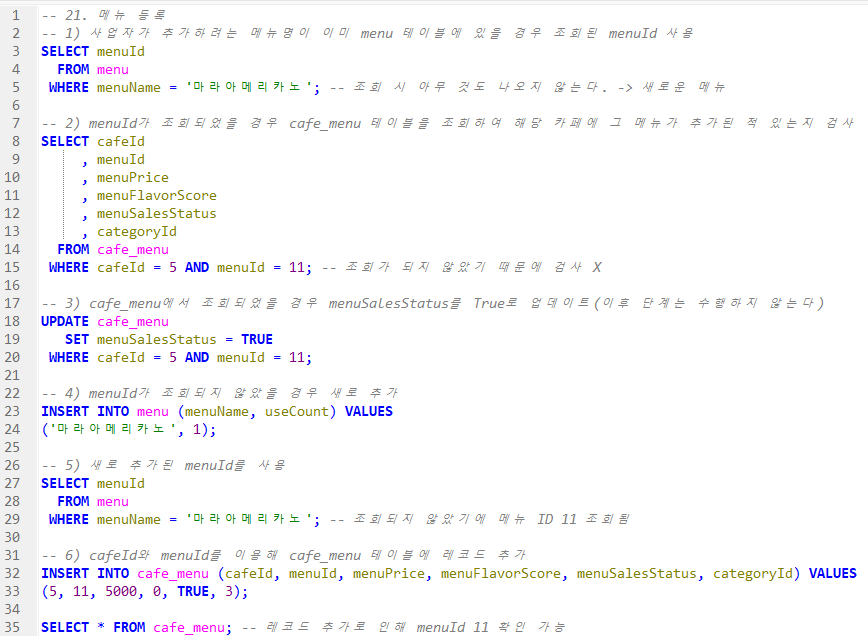 1 -- 21. 메뉴 등록
2 -- 1) 사업자가 추가하려는 메뉴명이 이미 menu 테이블에 있을 경우 조회된 menuId 사용
3 SELECT menuId
4 FROM menu
5 WHERE menuName = '마라아메리카노'; -- 조회 시 아무 것도 나오지 않는다. -> 새로운 메뉴
6
7 -- 2) menuId가 조회되었을 경우 cafe_menu 테이블을 조회하여 해당 카페에 그 메뉴가 추가된 적 있는지 검사
8 SELECT cafeId
9 , menuId
10 , menuPrice
11 , menuFlavorScore
12 , menuSalesStatus
13 , categoryId
14 FROM cafe_menu
15 WHERE cafeId = 5 AND menuId = 11; -- 조회가 되지 않았기 때문에 검사 X
16
17 -- 3) cafe_menu에서 조회되었을 경우 menuSalesStatus를 True로 업데이트(이후 단계는 수행하지 않는다)
18 UPDATE cafe_menu
19 SET menuSalesStatus = TRUE
20 WHERE cafeId = 5 AND menuId = 11;
21
22 -- 4) menuId가 조회되지 않았을 경우 새로 추가
23 INSERT INTO menu (menuName, useCount) VALUES
24 ('마라아메리카노', 1);
25
26 -- 5) 새로 추가된 menuId를 사용
27 SELECT menuId
28 FROM menu
29 WHERE menuName = '마라아메리카노'; -- 조회되지 않았기에 메뉴 ID 11 조회됨
30
31 -- 6) cafeId와 menuId를 이용해 cafe_menu 테이블에 레코드 추가
32 INSERT INTO cafe_menu (cafeId, menuId, menuPrice, menuFlavorScore, menuSalesStatus, categoryId) VALUES
33 (5, 11, 5000, 0, TRUE, 3);
34
35 SELECT * FROM cafe_menu; -- 레코드 추가로 인해 menuId 11 확인 가능